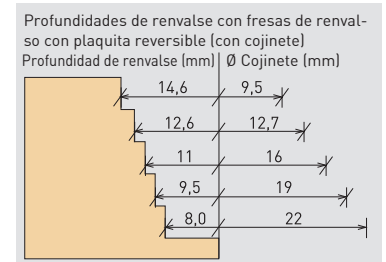 Profundidades de renvalse con fresas de renval-
so con plaquita reversible (con cojinete)
Profundidad de renvalse (mm) Ø Cojinete (mm)
14,6 9,5
12,6 12,7
11 16
9,5 19
8,0 22